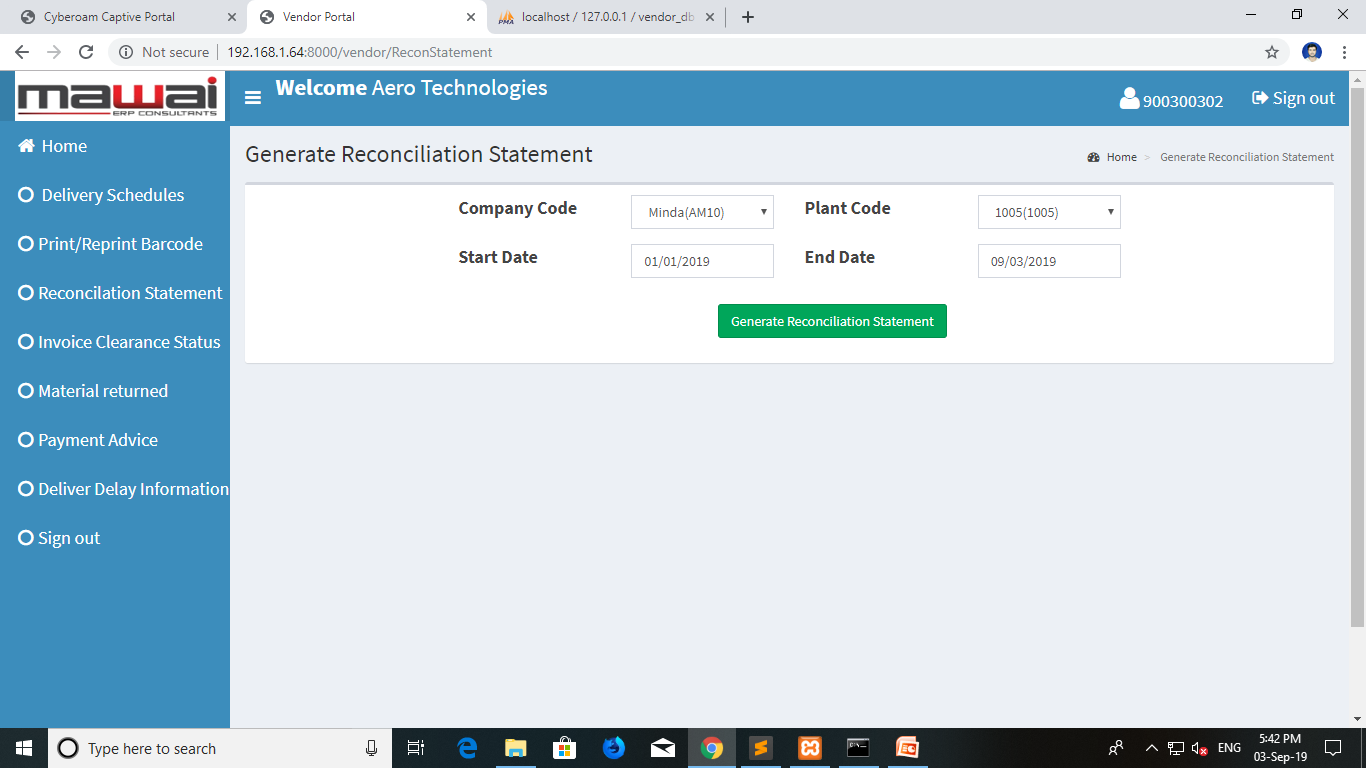 Cyberoam Captive Portal
Vendor Portal
localhost / 127.0.0.1 / vendor_db
Not secure
192.168.1.64:8000/vendor/ReconStatement
mawai
ERP CONSULTANTS
Welcome Aero Technologies
900300302
Sign out
Home
Delivery Schedules
Print/Reprint Barcode
Reconcilation Statement
Invoice Clearance Status
Material returned
Payment Advice
Deliver Delay Information
Sign out
Generate Reconciliation Statement
Home > Generate Reconciliation Statement
Company Code
Minda(AM10)
Plant Code
1005(1005)
Start Date
01/01/2019
End Date
09/03/2019
Generate Reconciliation Statement
Type here to search
ENG
5:42 PM
03-Sep-19